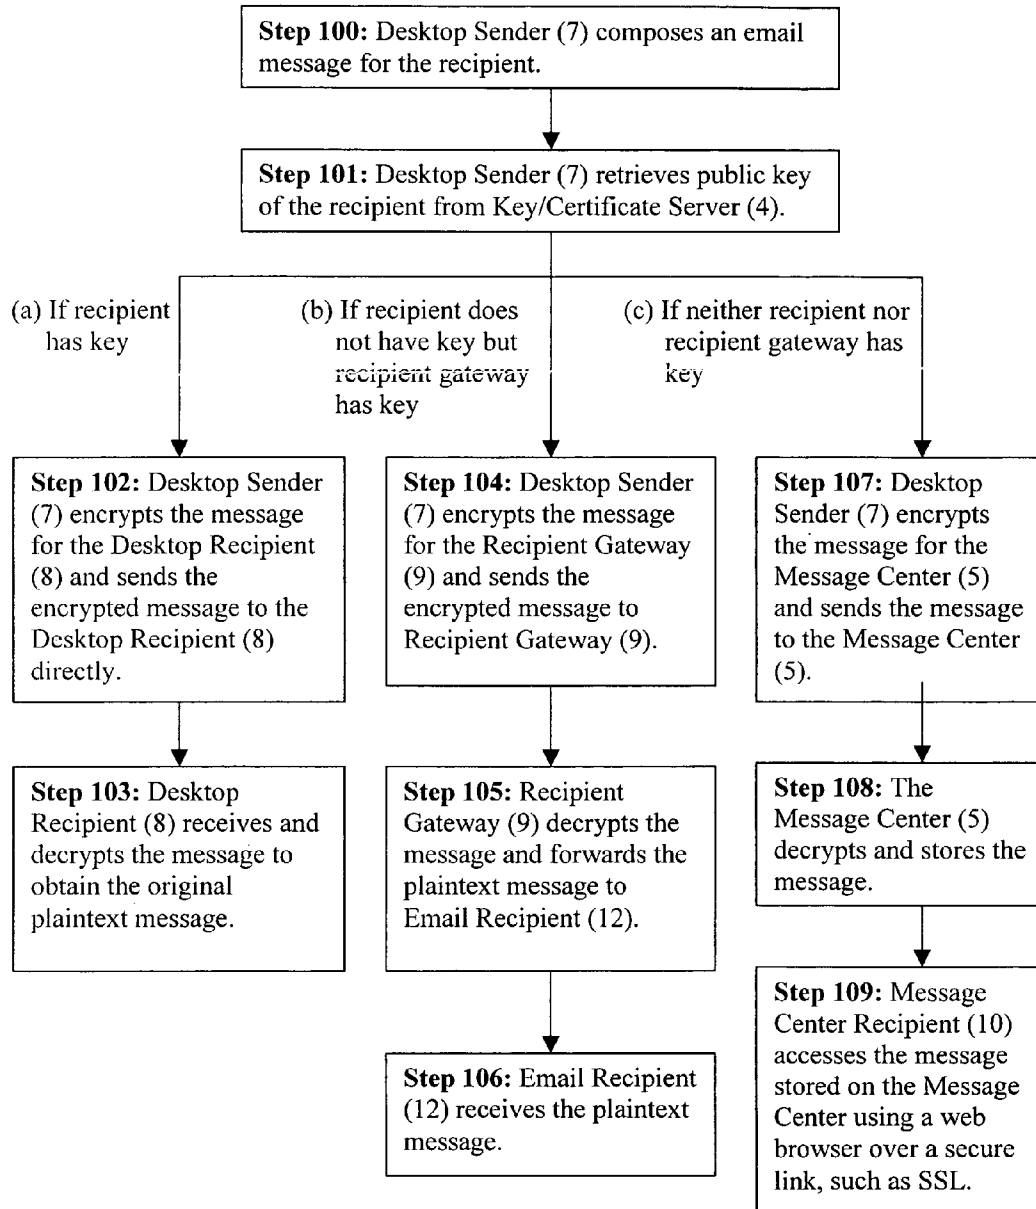 Step 100: Desktop Sender (7) composes an email
message for the recipient.
Step 101: Desktop Sender (7) retrieves public key
of the recipient from Key/Certificate Server (4).
(a) If recipient
has key
(b) If recipient does
not have key but
recipient gateway
has key
(c) If neither recipient nor
recipient gateway has
key
Step 102: Desktop Sender
(7) encrypts the message
for the Desktop Recipient
(8) and sends the
encrypted message to the
Desktop Recipient (8)
directly.
Step 104: Desktop Sender
(7) encrypts the message
for the Recipient Gateway
(9) and sends the
encrypted message to
Recipient Gateway (9).
Step 107: Desktop
Sender (7) encrypts
the message for the
Message Center (5)
and sends the message
to the Message Center
(5).
Step 103: Desktop
Recipient (8) receives and
decrypts the message to
obtain the original
plaintext message.
Step 105: Recipient
Gateway (9) decrypts the
message and forwards the
plaintext message to
Email Recipient (12).
Step 108: The
Message Center (5)
decrypts and stores the
message.
Step 106: Email Recipient
(12) receives the plaintext
message.
Step 109: Message
Center Recipient (10)
accesses the message
stored on the Message
Center using a web
browser over a secure
link, such as SSL.